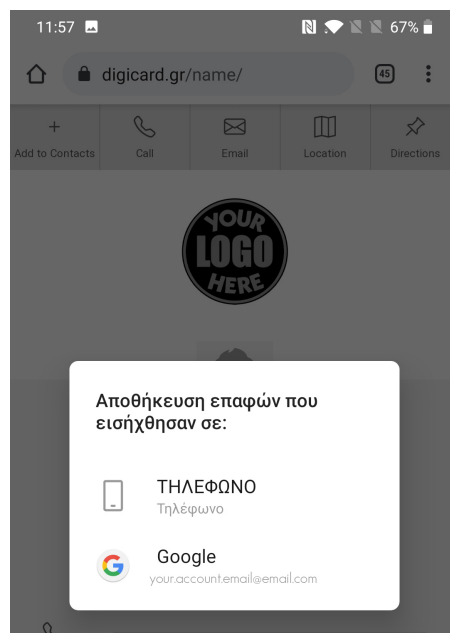 11:57
67%
digicard.gr/name/
45
Add to Contacts
Call
Email
Location
Directions
YOUR
LOGO
HERE
Αποθήκευση επαφών που
εισήχθησαν σε:
ΤΗΛΕΦΩΝΟ
Τηλέφωνο
Google
your.account.email@email.com